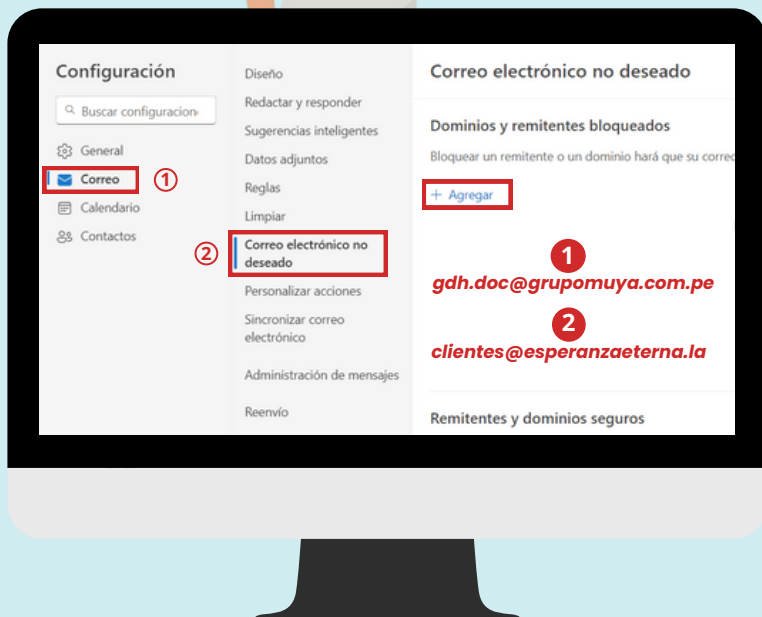 Configuración
Buscar configuracion
General
Correo
1
Calendario
Contactos
Diseño
Redactar y responder
Sugerencias inteligentes
Datos adjuntos
Reglas
Limpiar
2
Correo electrónico no
deseado
Personalizar acciones
Sincronizar correo
electrónico
Administración de mensajes
Reenvío
Correo electrónico no deseado
Dominios y remitentes bloqueados
Bloquear un remitente o un dominio hará que su correo
+ Agregar
1
gdh.doc@grupomuya.com.pe
2
clientes@esperanzaeterna.la
Remitentes y dominios seguros